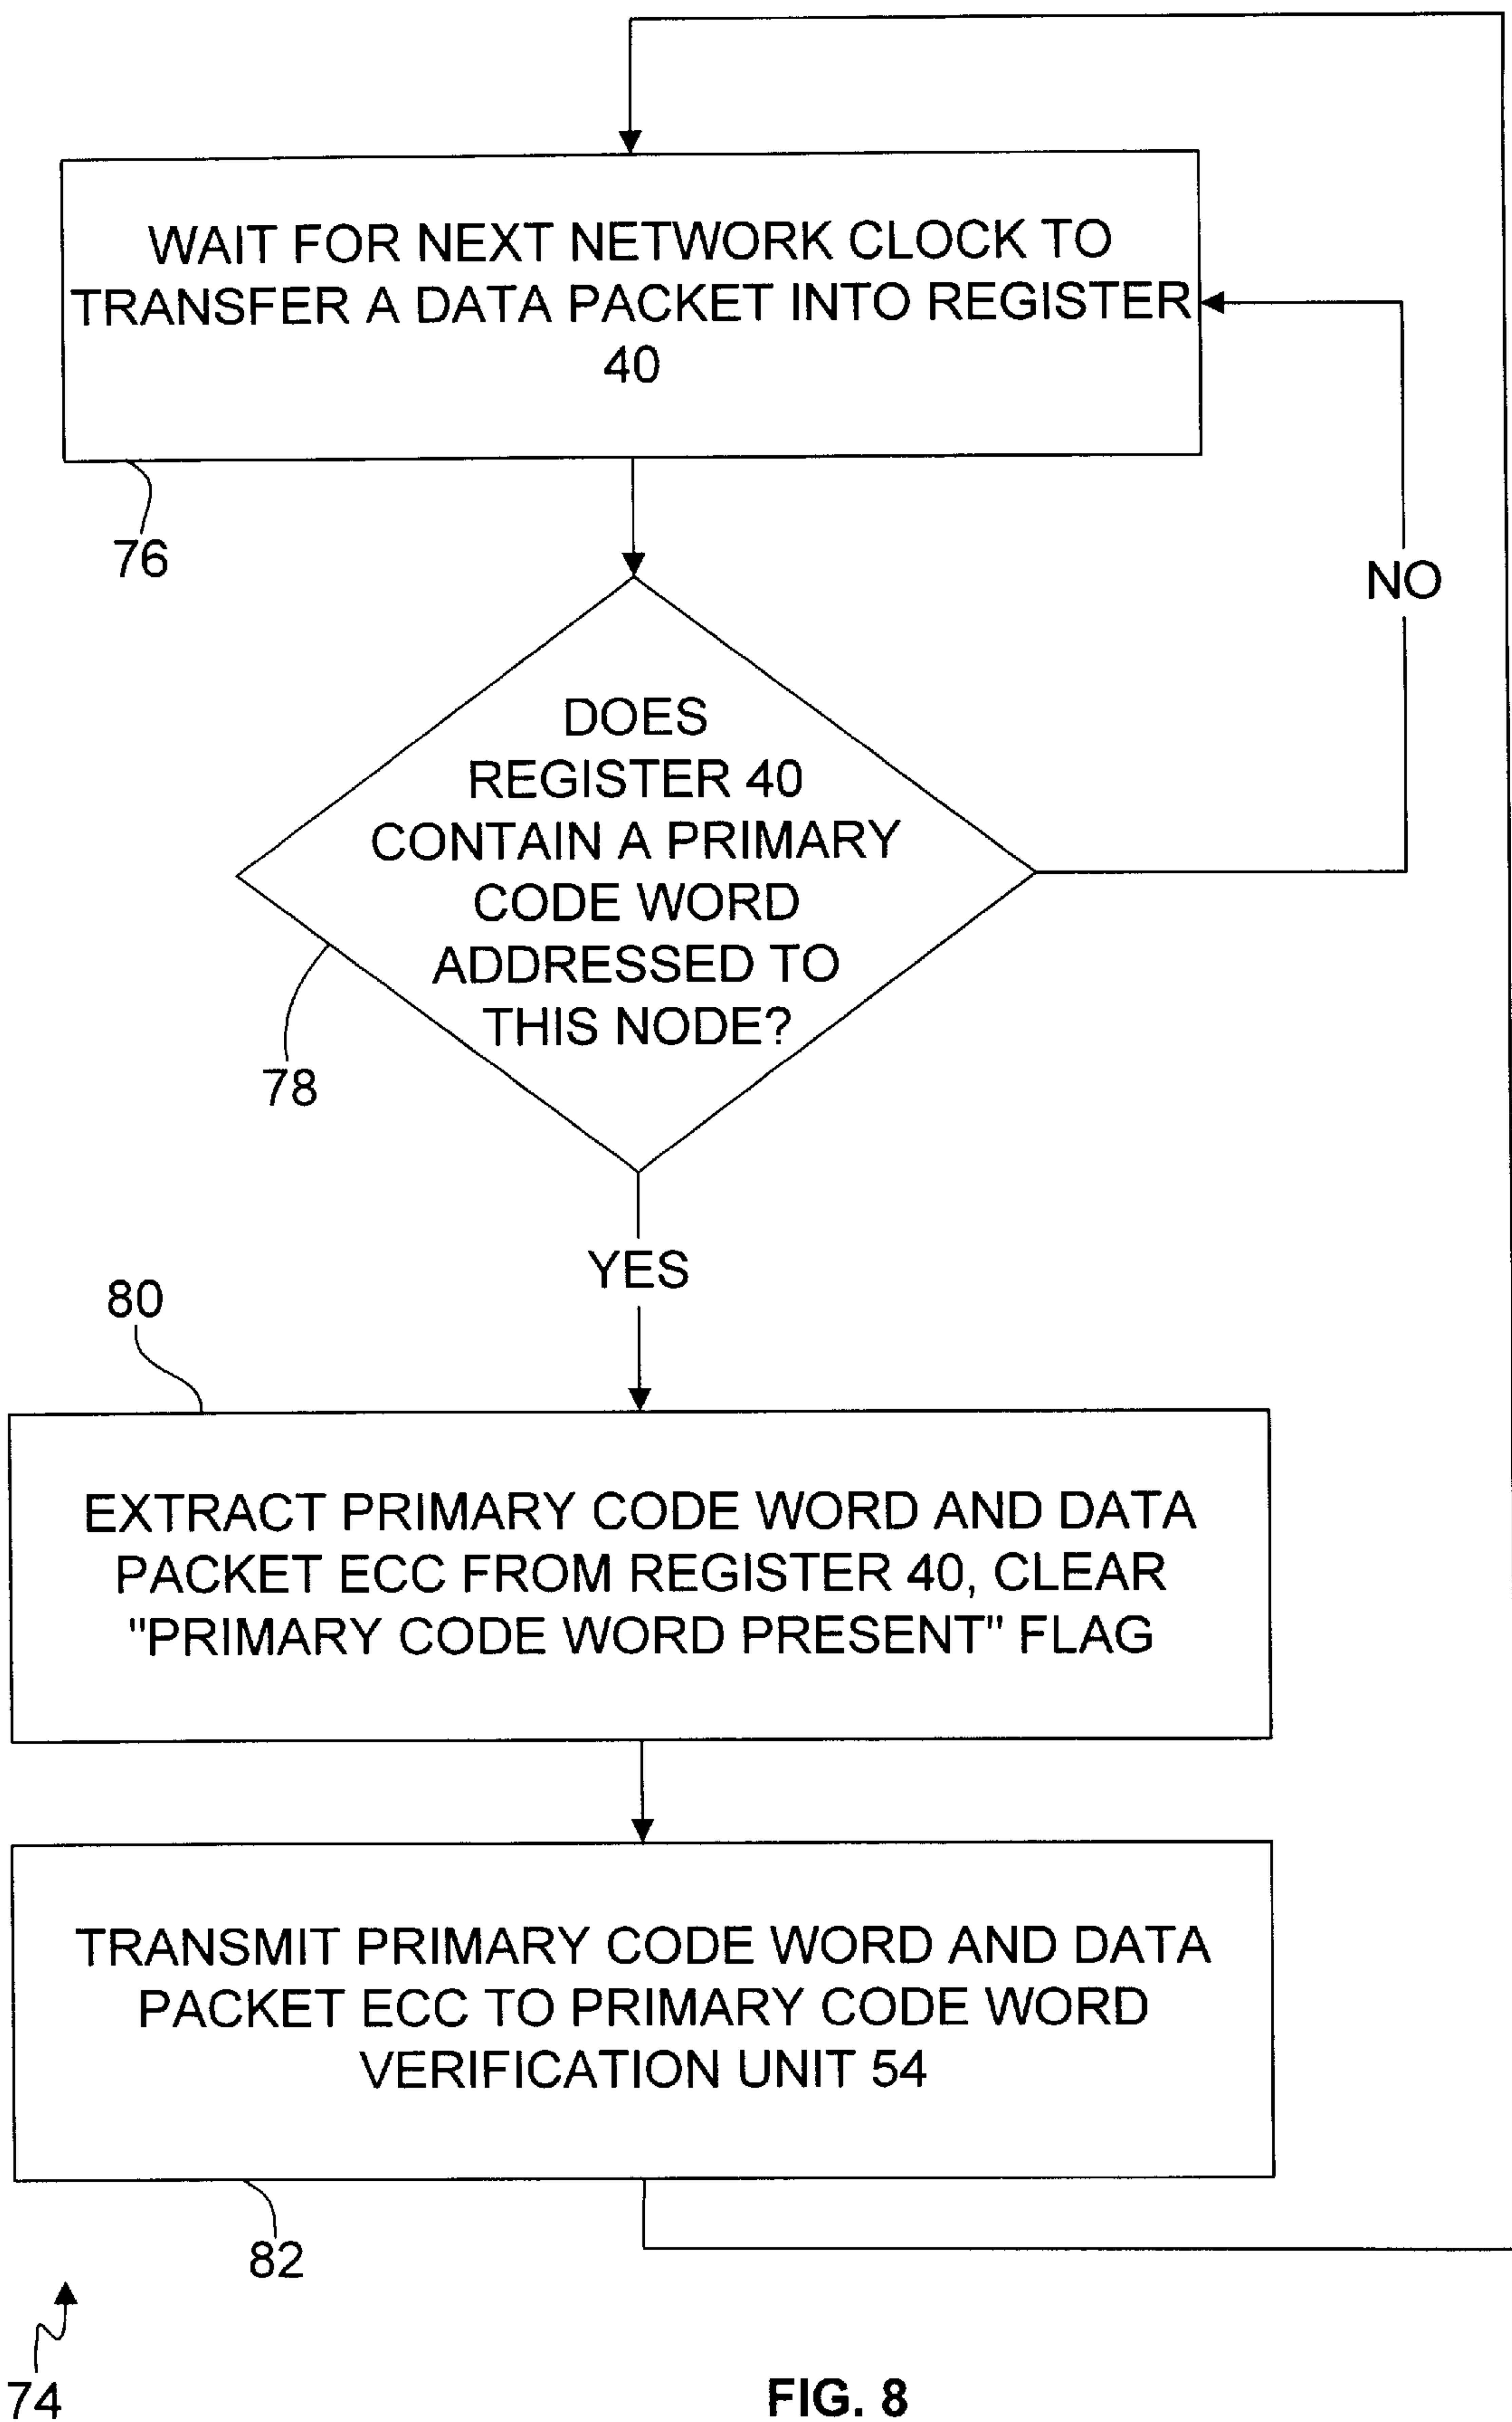 WAIT FOR NEXT NETWORK CLOCK TO
TRANSFER A DATA PACKET INTO REGISTER
40
76
NO
DOES
REGISTER 40
CONTAIN A PRIMARY
CODE WORD
ADDRESSED TO
THIS NODE?
78
YES
80
EXTRACT PRIMARY CODE WORD AND DATA
PACKET ECC FROM REGISTER 40, CLEAR
"PRIMARY CODE WORD PRESENT" FLAG
TRANSMIT PRIMARY CODE WORD AND DATA
PACKET ECC TO PRIMARY CODE WORD
VERIFICATION UNIT 54
82
74
FIG. 8